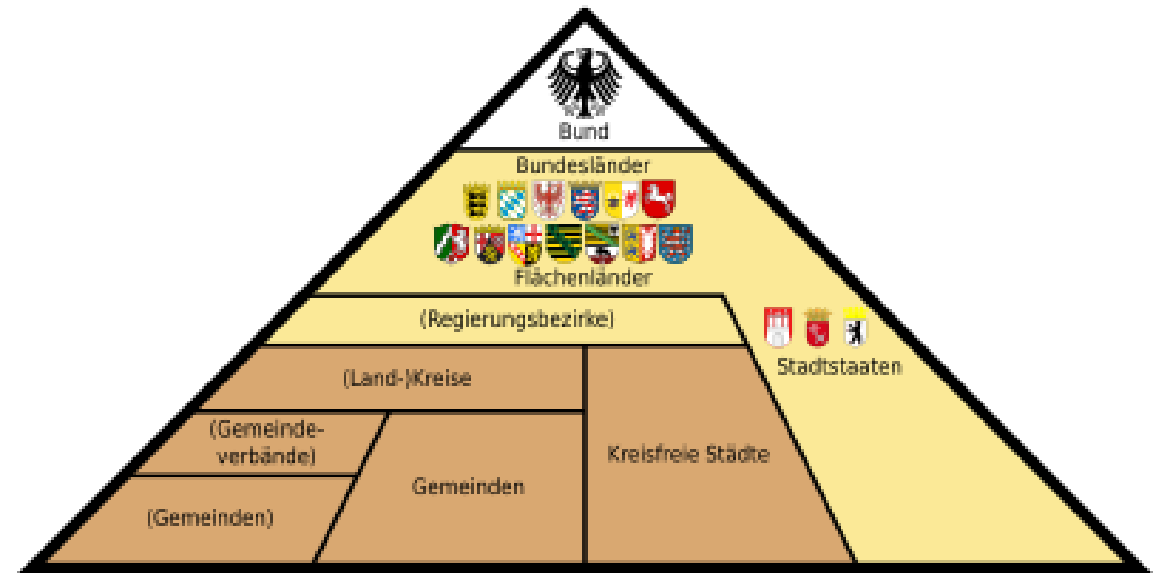 Bund
Bundesländer
Flächenländer
(Regierungsbezirke)
Stadtstaaten
(Land-)Kreise
(Gemeinde-
verbände)
Kreisfreie Städte
Gemeinden
(Gemeinden)